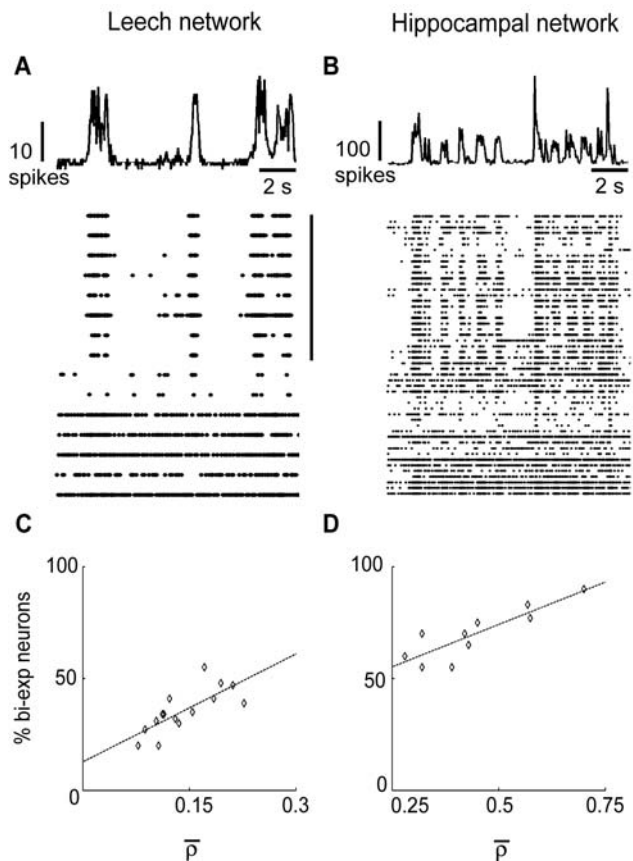 Leech network
Hippocampal network
A
B
10
spikes
2 s
100
spikes
2 s
C
D
100
50
0
% bi-exp neurons
0.15
0.3
ρ̅
100
50
0
0.25
0.5
0.75
ρ̅